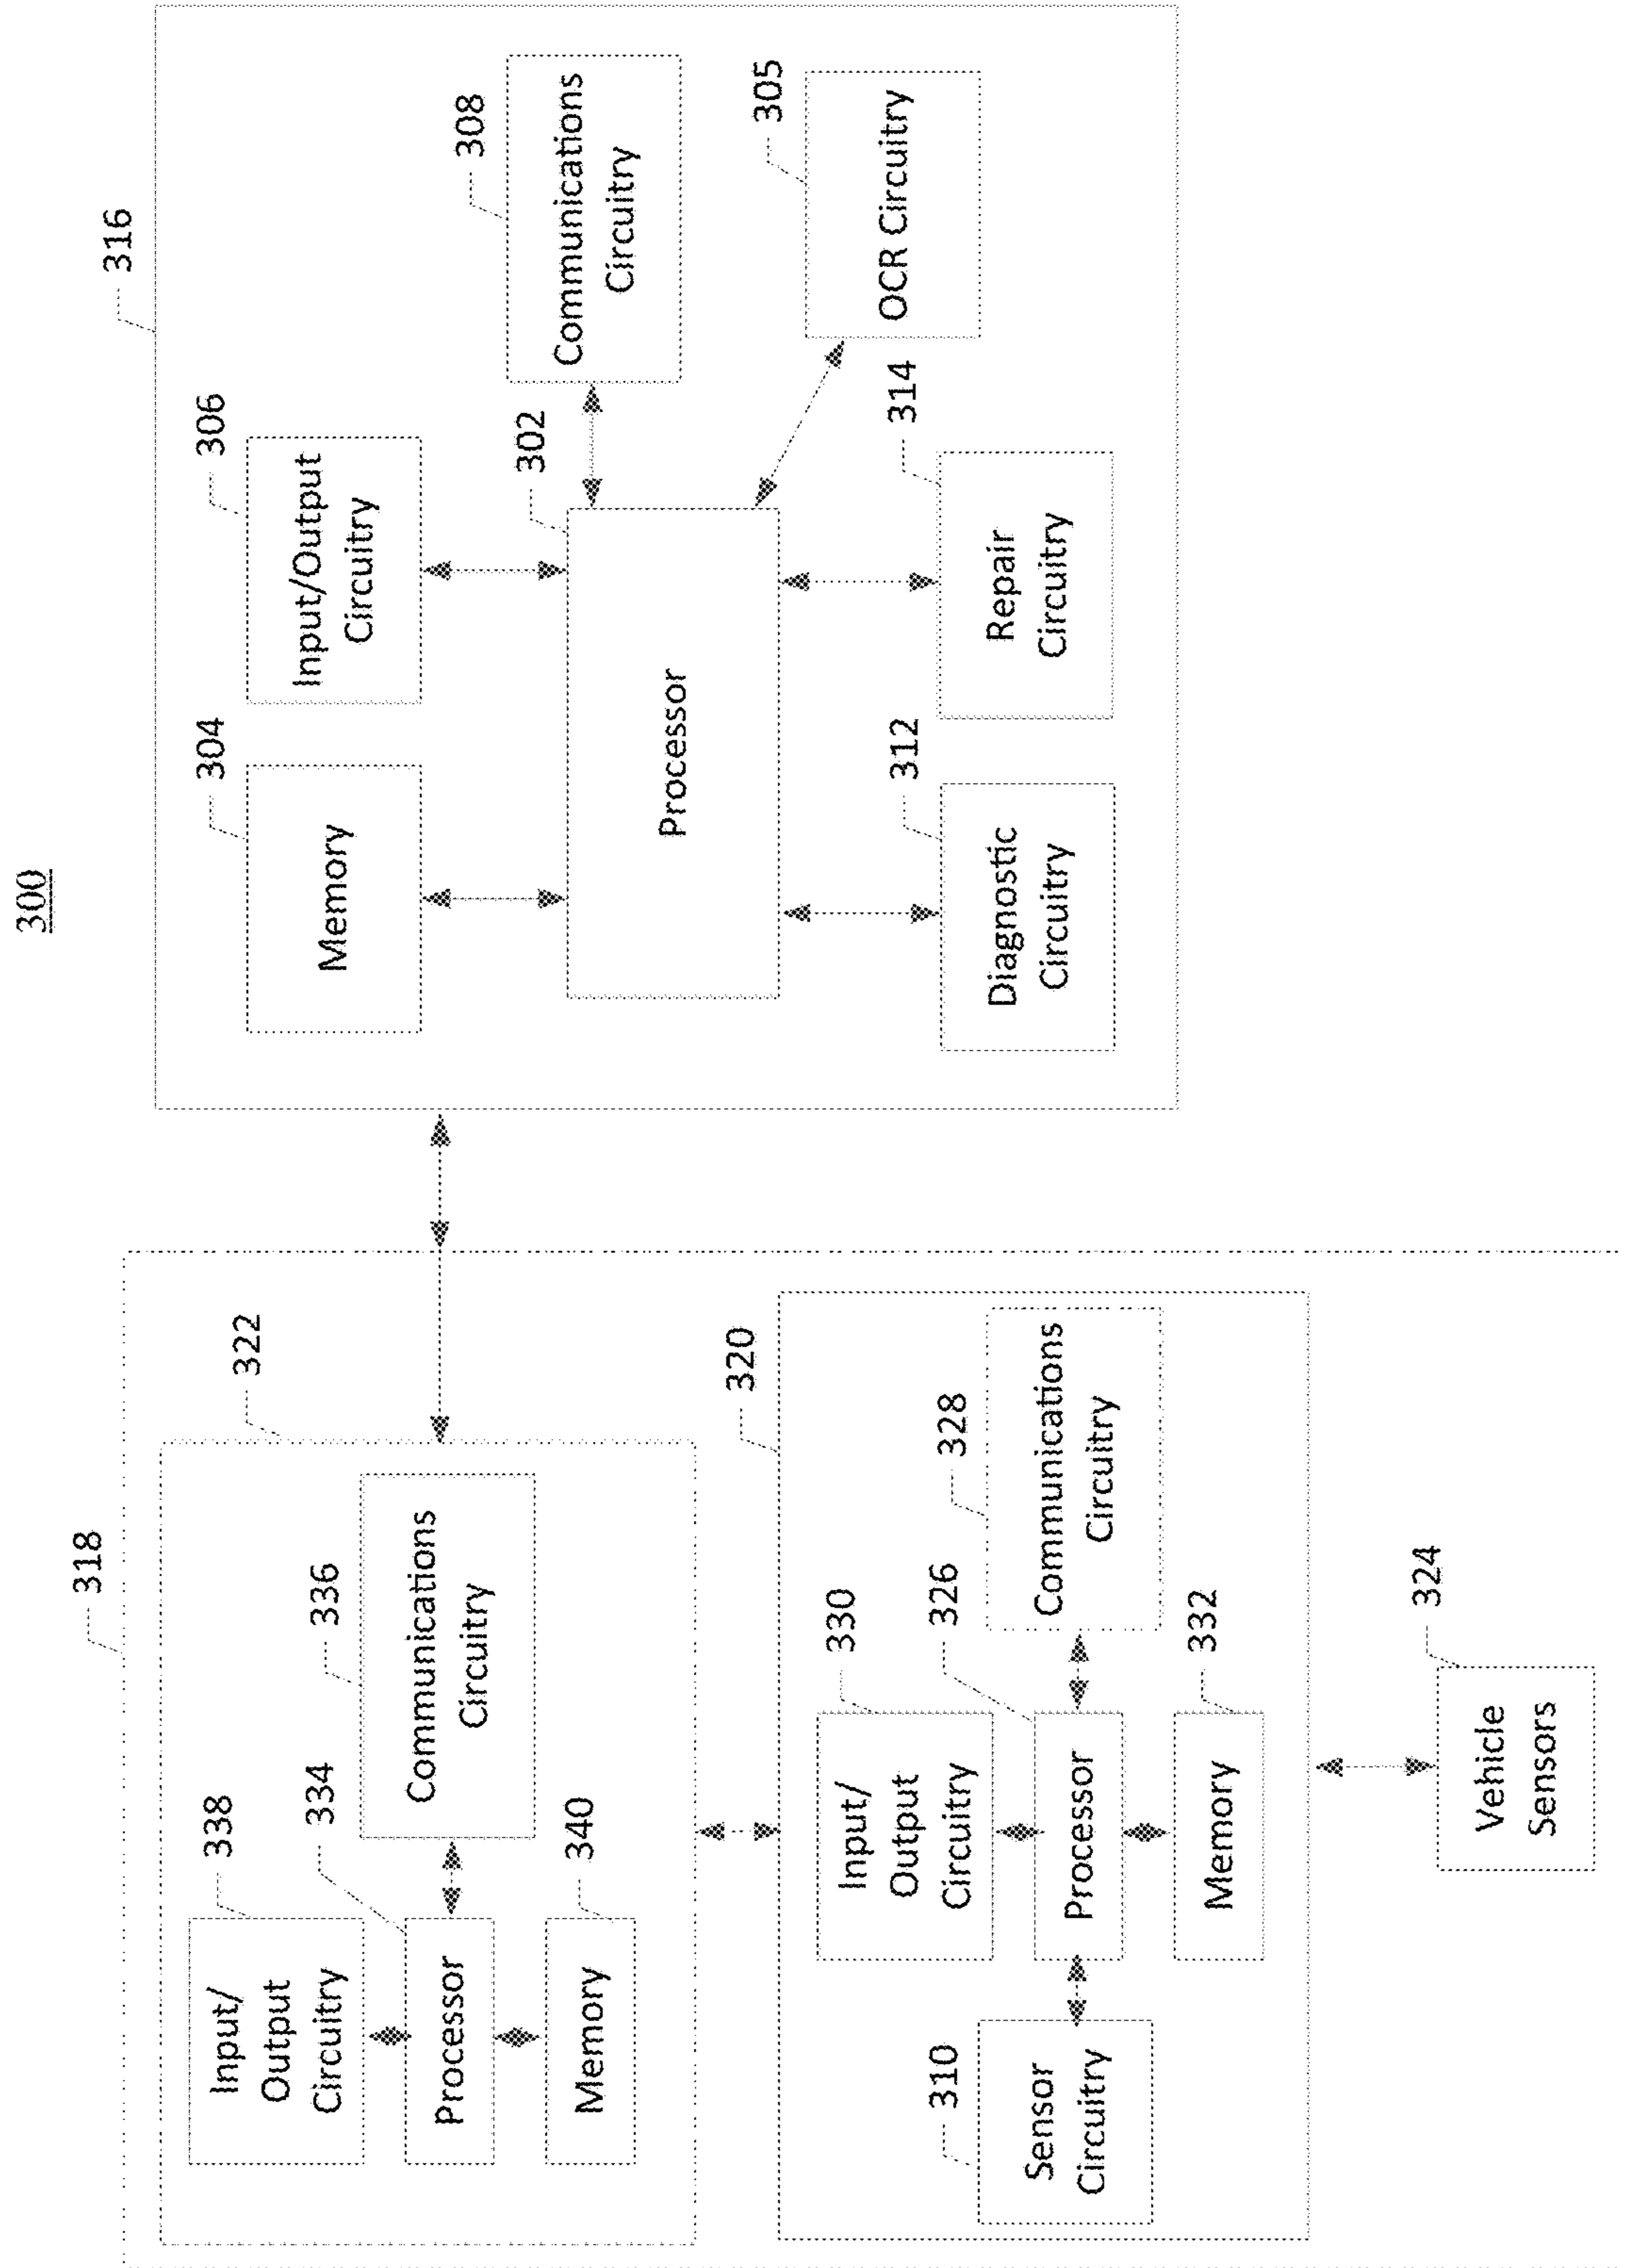 300
318
322
338
Input/
Output
Circuitry
334
Processor
336
Communications
Circuitry
340
Memory
320
330
Input/
Output
Circuitry
326
Processor
328
Communications
Circuitry
310
Sensor
Circuitry
332
Memory
324
Vehicle
Sensors
316
304
Memory
306
Input/Output
Circuitry
302
Processor
308
Communications
Circuitry
305
OCR Circuitry
312
Diagnostic
Circuitry
314
Repair
Circuitry